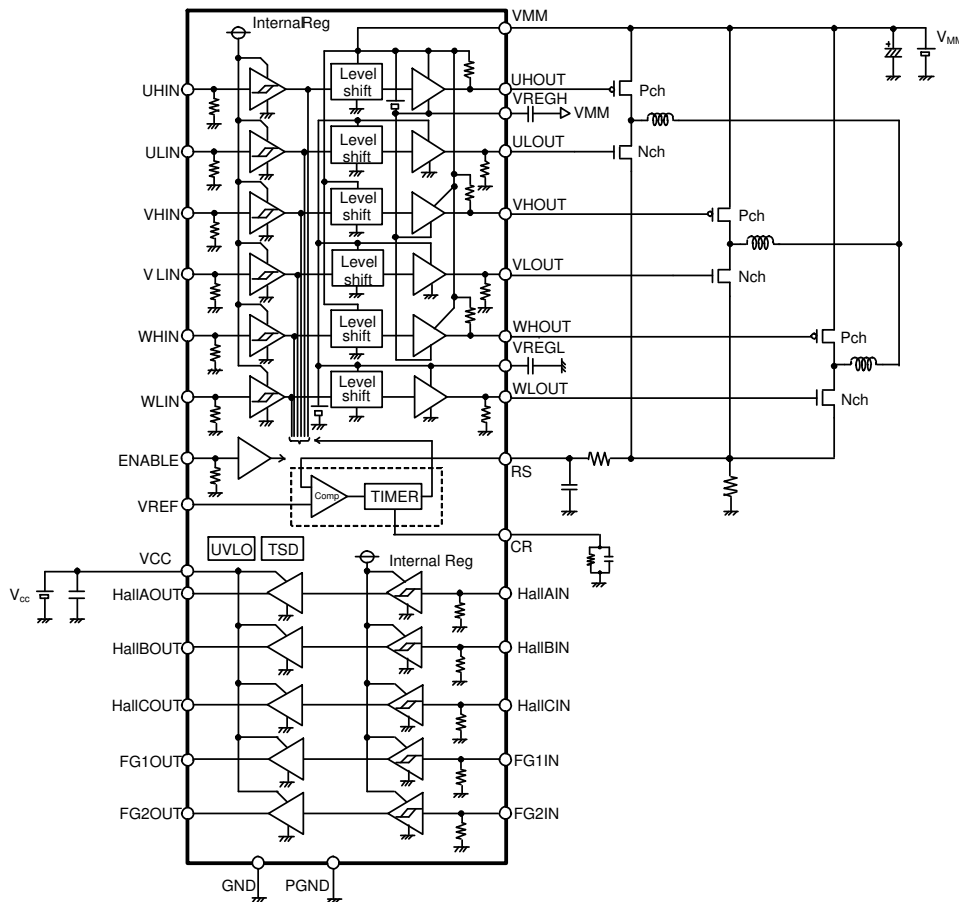 VMM
InternalReg
V MM
UHIN
Level
shift
UHOUT
Pch
VREGH
VMM
ULIN
Level
shift
ULOUT
Nch
VHIN
Level
shift
VHOUT
Pch
VLIN
Level
shift
VLOUT
Nch
WHIN
Level
shift
WHOUT
Pch
VREGL
WLIN
Level
shift
WLOUT
Nch
ENABLE
RS
Comp
TIMER
VREF
CR
VCC
UVLO
TSD
Internal Reg
Vcc
HallAOUT
HallAIN
HallBOUT
HallBIN
HallCOUT
HallCIN
FG1OUT
FG1IN
FG2OUT
FG2IN
GND
PGND